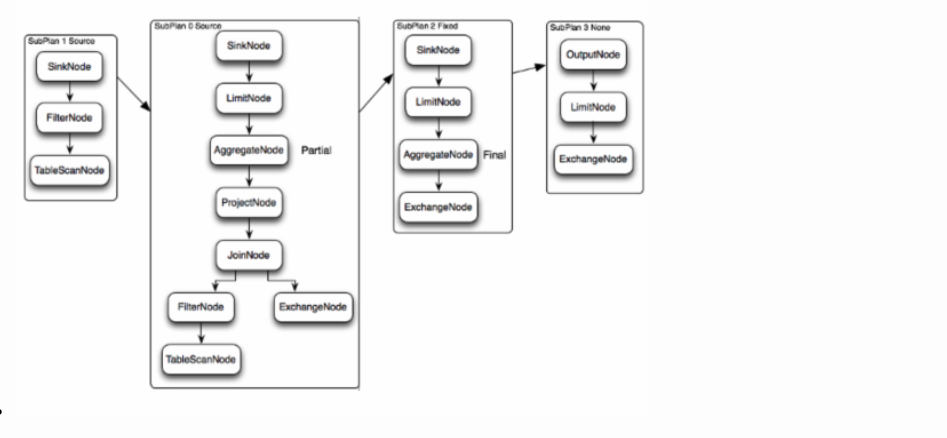 SubPlan 1 Source
SinkNode
FilterNode
TableScanNode
SubPlan 0 Source
SinkNode
LimitNode
AggregateNode Partial
ProjectNode
JoinNode
FilterNode ExchangeNode
TableScanNode
SubPlan 2 Fixed
SinkNode
LimitNode
AggregateNode Final
ExchangeNode
SubPlan 3 None
OutputNode
LimitNode
ExchangeNode